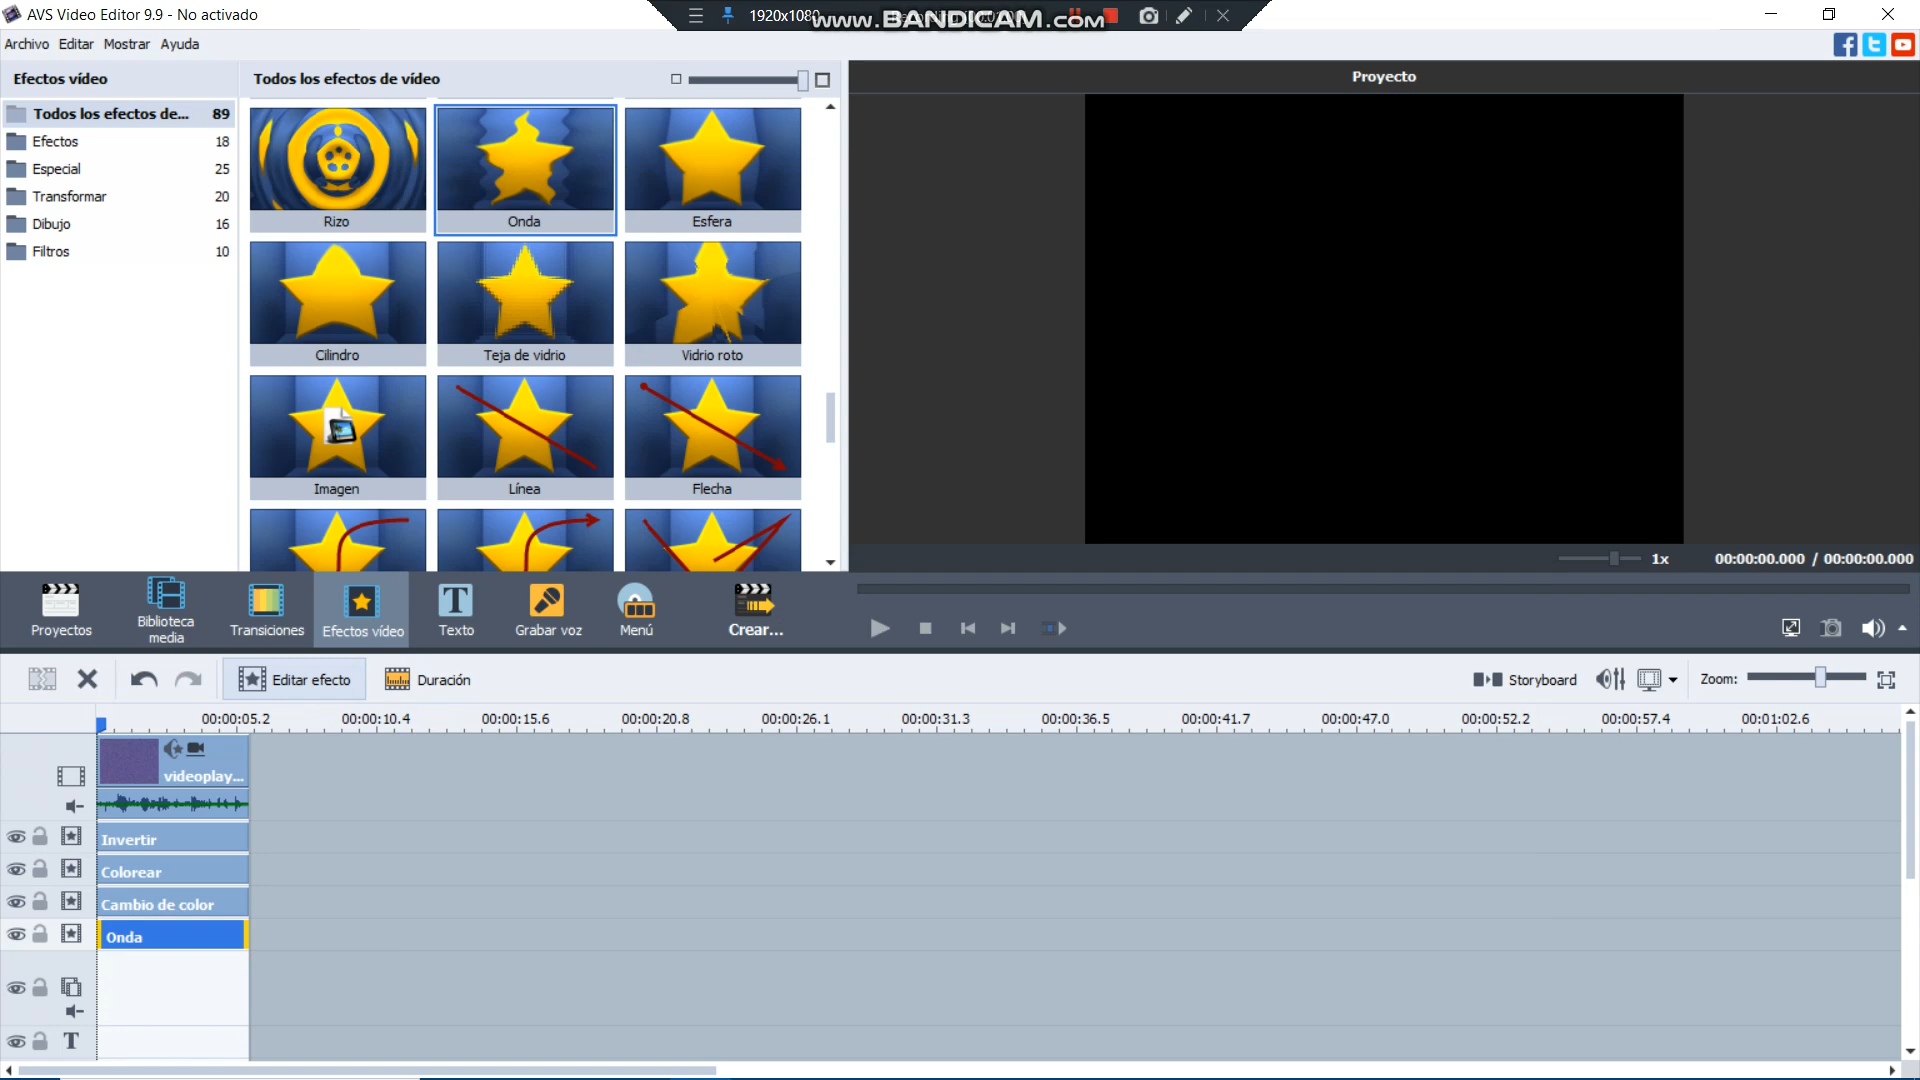 AVS Video Editor 9.9 - No activado
1920x1080
www.BANDICAM.com
Archivo Editar Mostrar Ayuda
Efectos vídeo
Todos los efectos de vídeo
Proyecto
Todos los efectos de... 89
Efectos 18
Especial 25
Transformar 20
Dibujo 16
Filtros 10
Rizo
Onda
Esfera
Cilindro
Teja de vidrio
Vidrio roto
Imagen
Línea
Flecha
1x
00:00:00.000 / 00:00:00.000
Proyectos
Biblioteca
media
Transiciones
Efectos vídeo
Texto
Grabar voz
Menú
Crear...
Editar efecto
Duración
Storyboard
Zoom:
00:00:05.2 00:00:10.4 00:00:15.6 00:00:20.8 00:00:26.1 00:00:31.3 00:00:36.5 00:00:41.7 00:00:47.0 00:00:52.2 00:00:57.4 00:01:02.6
videoplay...
Invertir
Colorear
Cambio de color
Onda